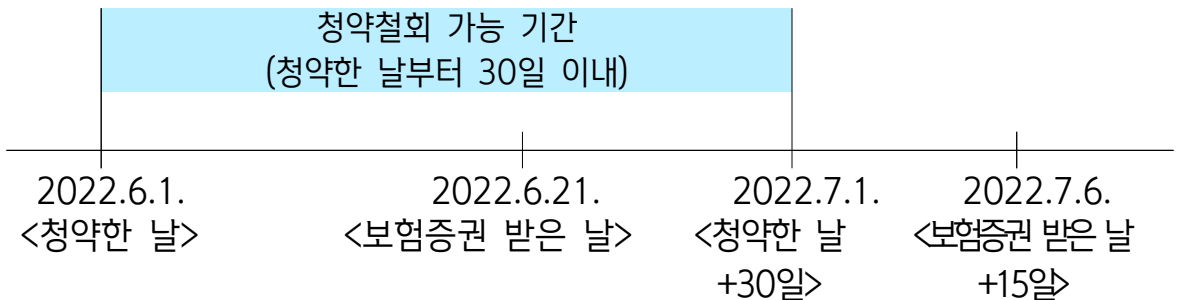 청약철회 가능 기간
(청약한 날부터 30일 이내)
2022.6.1. 2022.6.21. 2022.7.1. 2022.7.6.
<청약한 날> <보험증권 받은 날> <청약한 날 <보험증권 받은 날
+30일> +15일>